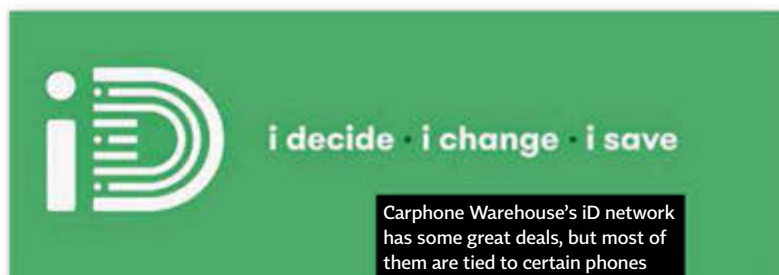 iD
i decide · i change · i save
Carphone Warehouse's iD network
has some great deals, but most of
them are tied to certain phones